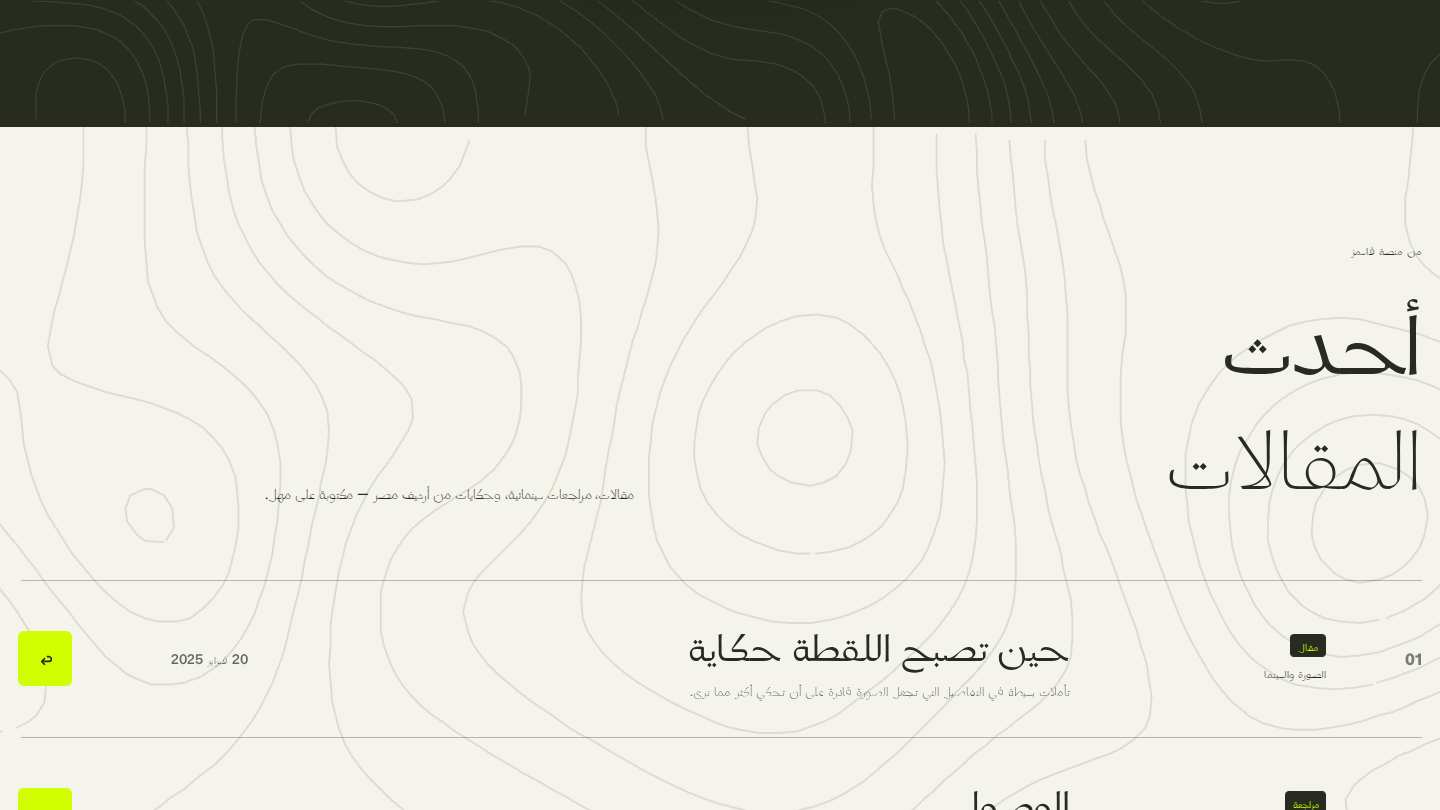 من منصة قاسمز
أحدث
المقالات
مقالات، مراجعات سينمائية، وحكايات من أرشيف مصر — مكتوبة على مهل.
01
مقال
الصورة والسينما
حين تصبح اللقطة حكاية
تأملات بسيطة في التفاصيل التي تجعل الصورة قادرة على أن تحكي أكثر مما نرى.
20 فبراير 2025
مراجعة